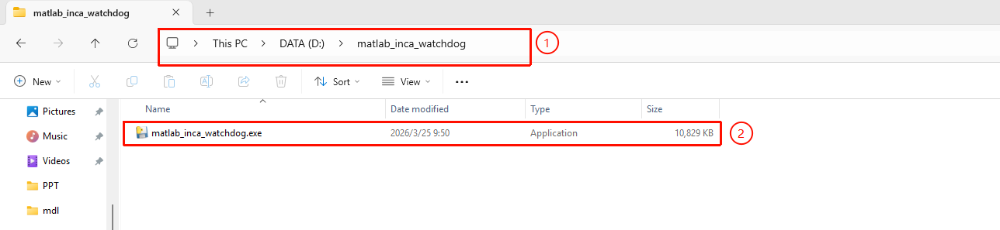 matlab_inca_watchdog
This PC > DATA (D:) > matlab_inca_watchdog
1
New Sort View
Name Date modified Type Size
Pictures
matlab_inca_watchdog.exe 2026/3/25 9:50 Application 10,829 KB
2
Music
Videos
PPT
mdl